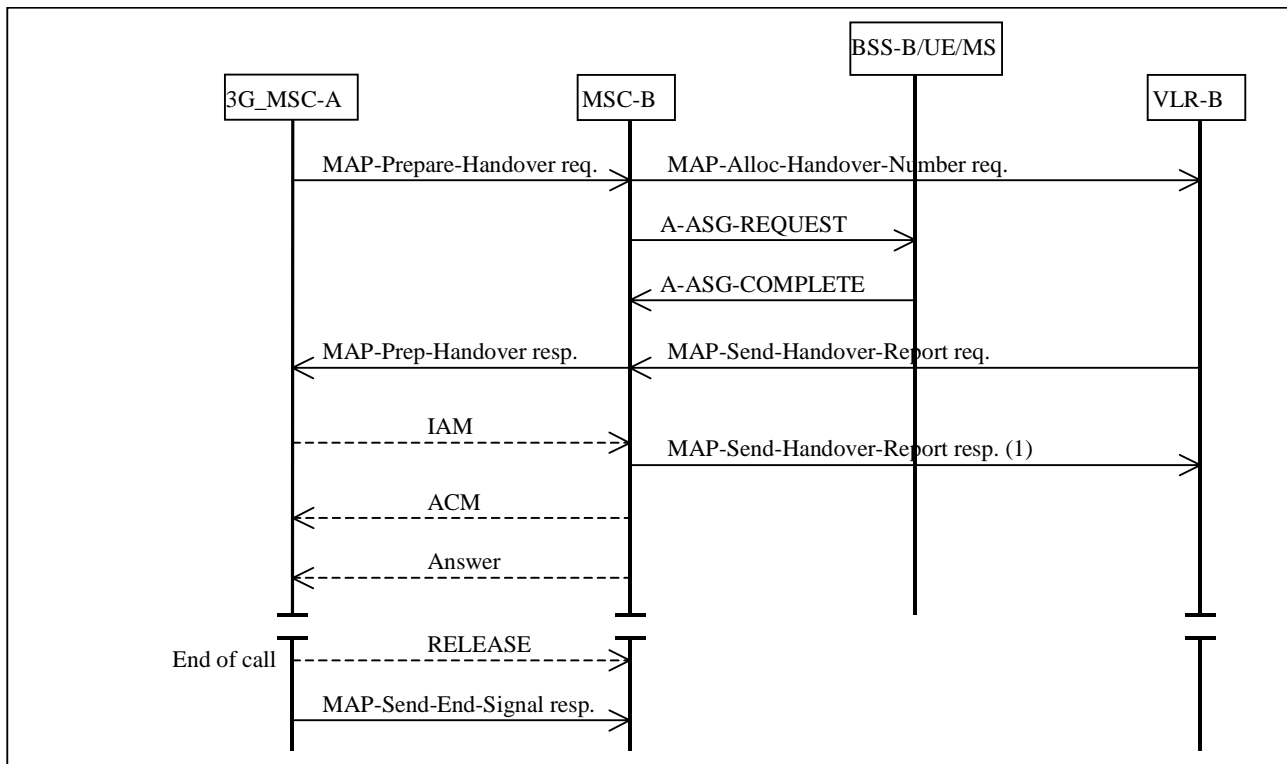 BSS-B/UE/MS
3G_MSC-A
MSC-B
VLR-B
MAP-Prepare-Handover req.
MAP-Alloc-Handover-Number req.
A-ASG-REQUEST
A-ASG-COMPLETE
MAP-Prep-Handover resp.
MAP-Send-Handover-Report req.
IAM
MAP-Send-Handover-Report resp. (1)
ACM
Answer
RELEASE
End of call
MAP-Send-End-Signal resp.